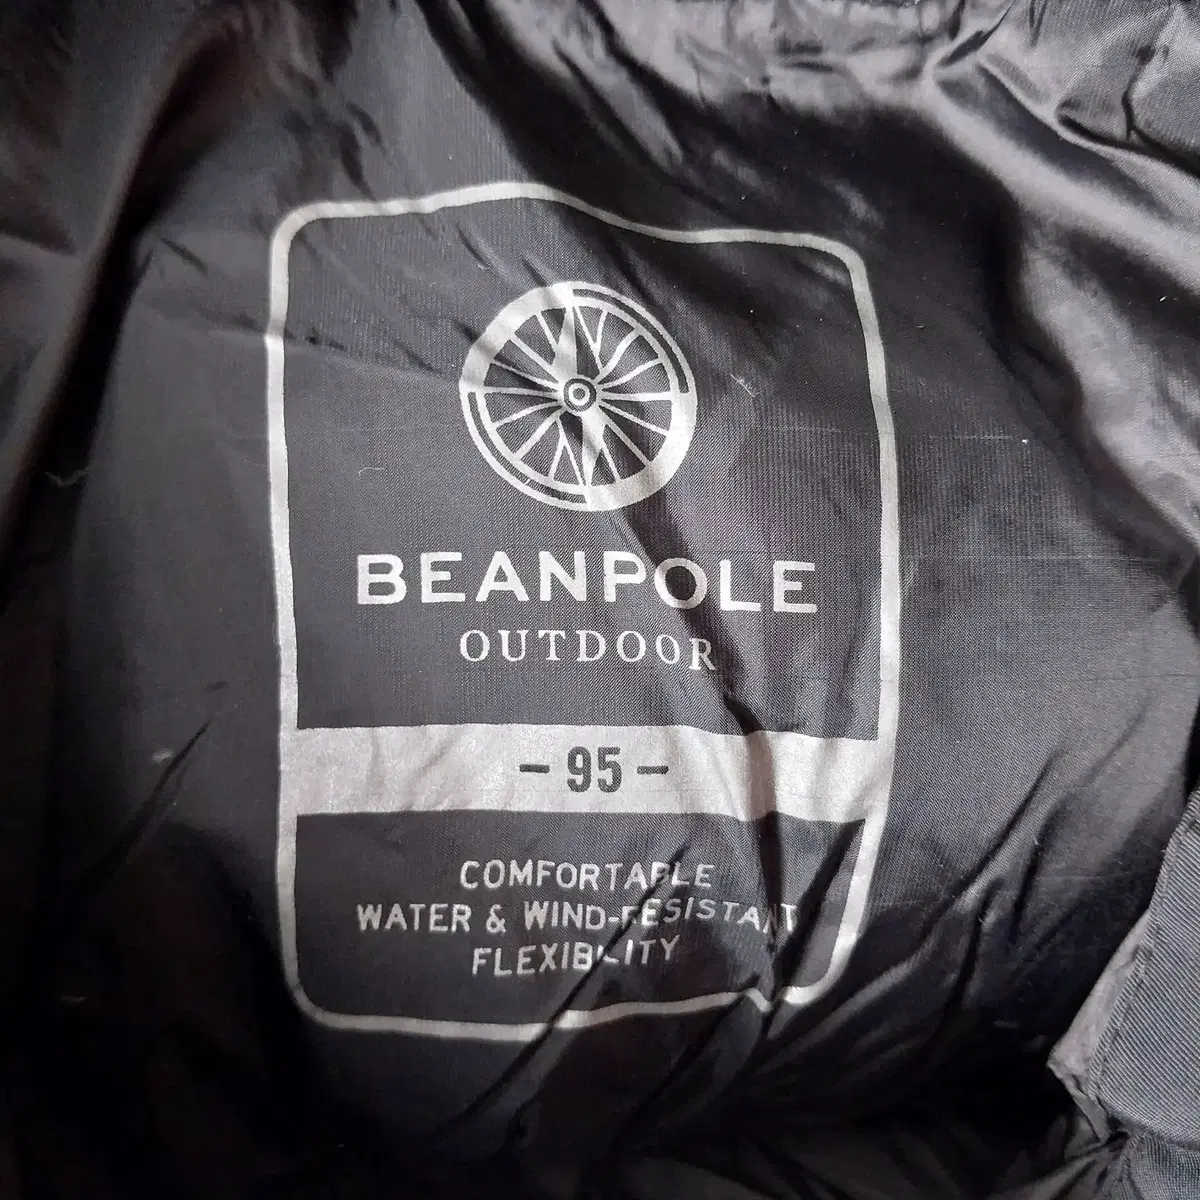 BEANPOLE
OUTDOOR
- 95 -
COMFORTABLE
WATER & WIND-RESISTANT
FLEXIBILITY